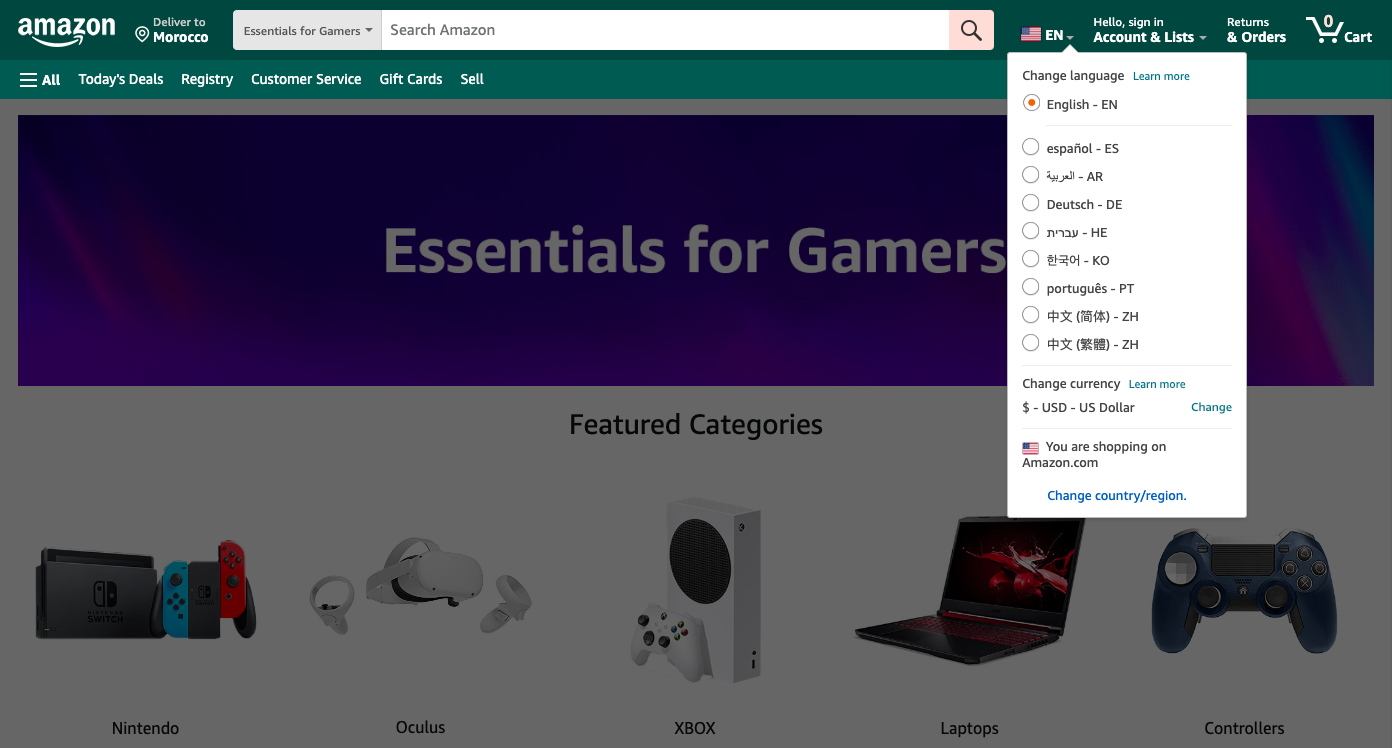 amazon
Deliver to
Morocco
Essentials for Gamers
Search Amazon
EN
Hello, sign in
Account & Lists
Returns
& Orders
0
Cart
All
Today's Deals
Registry
Customer Service
Gift Cards
Sell
Change language Learn more
English - EN
español - ES
العربية - AR
Deutsch - DE
עברית - HE
한국어 - KO
português - PT
中文 (简体) - ZH
中文 (繁體) - ZH
Change currency Learn more
$ - USD - US Dollar Change
You are shopping on
Amazon.com
Change country/region.
Essentials for Gamers
Featured Categories
NINTENDO
SWITCH
Nintendo
Oculus
XBOX
Laptops
Controllers